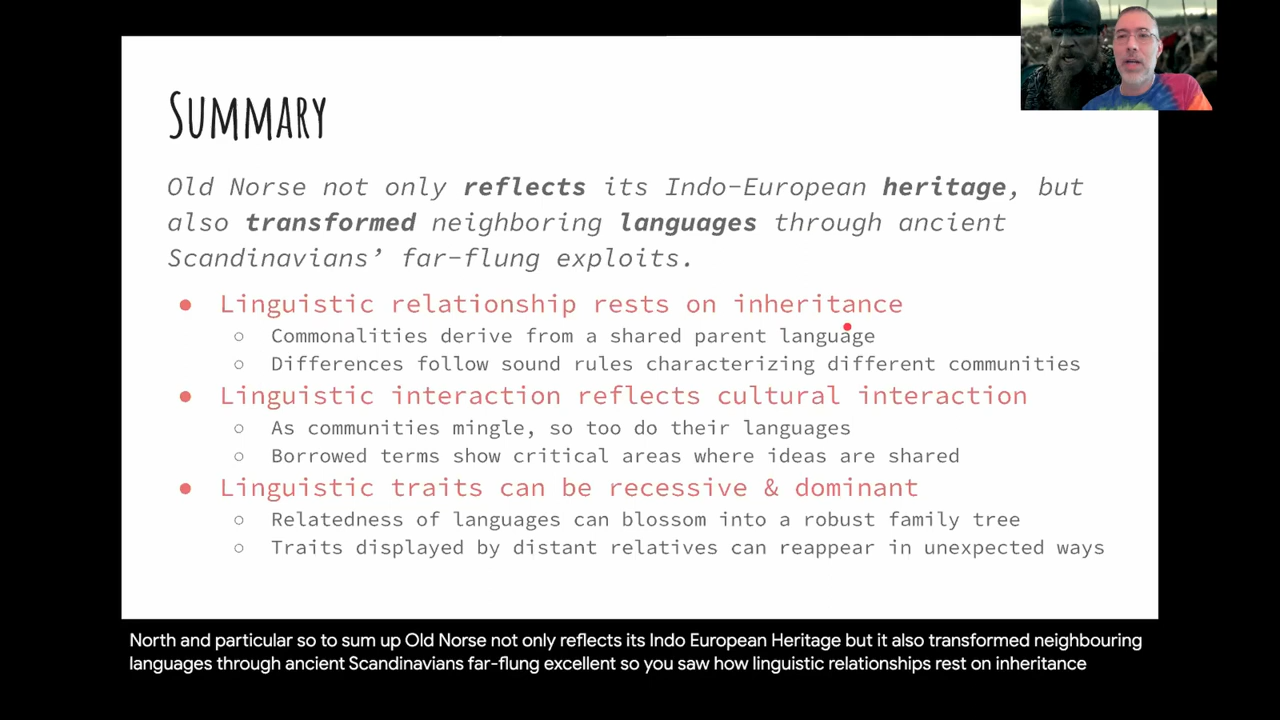 Summary
Old Norse not only reflects its Indo-European heritage, but
also transformed neighboring languages through ancient
Scandinavians’ far-flung exploits.
● Linguistic relationship rests on inheritance
○ Commonalities derive from a shared parent language
○ Differences follow sound rules characterizing different communities
● Linguistic interaction reflects cultural interaction
○ As communities mingle, so too do their languages
○ Borrowed terms show critical areas where ideas are shared
● Linguistic traits can be recessive & dominant
○ Relatedness of languages can blossom into a robust family tree
○ Traits displayed by distant relatives can reappear in unexpected ways
North and particular so to sum up Old Norse not only reflects its Indo European Heritage but it also transformed neighbouring
languages through ancient Scandinavians far-flung excellent so you saw how linguistic relationships rest on inheritance